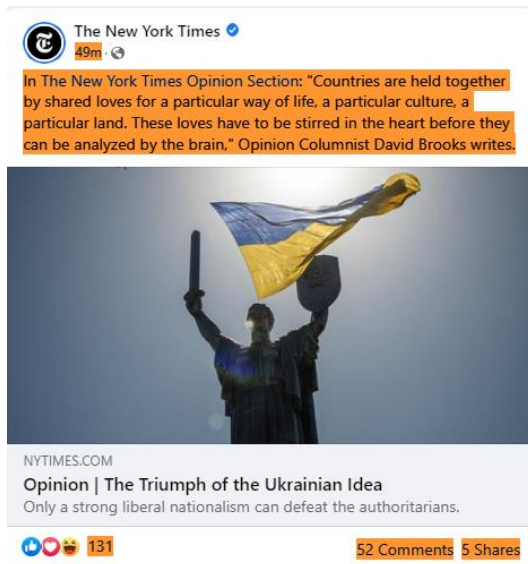 The New York Times
49m ·
In The New York Times Opinion Section: "Countries are held together
by shared loves for a particular way of life, a particular culture, a
particular land. These loves have to be stirred in the heart before they
can be analyzed by the brain," Opinion Columnist David Brooks writes.
NYTIMES.COM
Opinion | The Triumph of the Ukrainian Idea
Only a strong liberal nationalism can defeat the authoritarians.
131
52 Comments 5 Shares